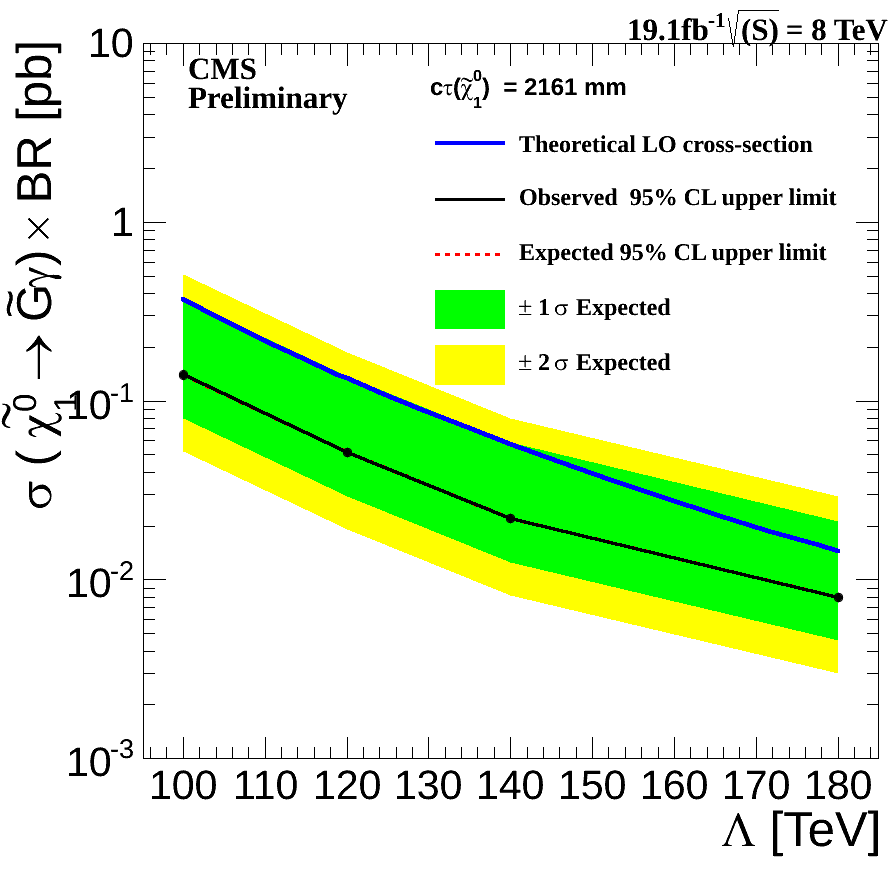 19.1fb⁻¹√(S) = 8 TeV
CMS
Preliminary
cτ(χ̃⁰₁) = 2161 mm
Theoretical LO cross-section
Observed 95% CL upper limit
Expected 95% CL upper limit
± 1 σ Expected
± 2 σ Expected
σ ( χ̃⁰₁ → G̃γ) × BR [pb]
10
1
10⁻¹
10⁻²
10⁻³
100 110 120 130 140 150 160 170 180
Λ [TeV]